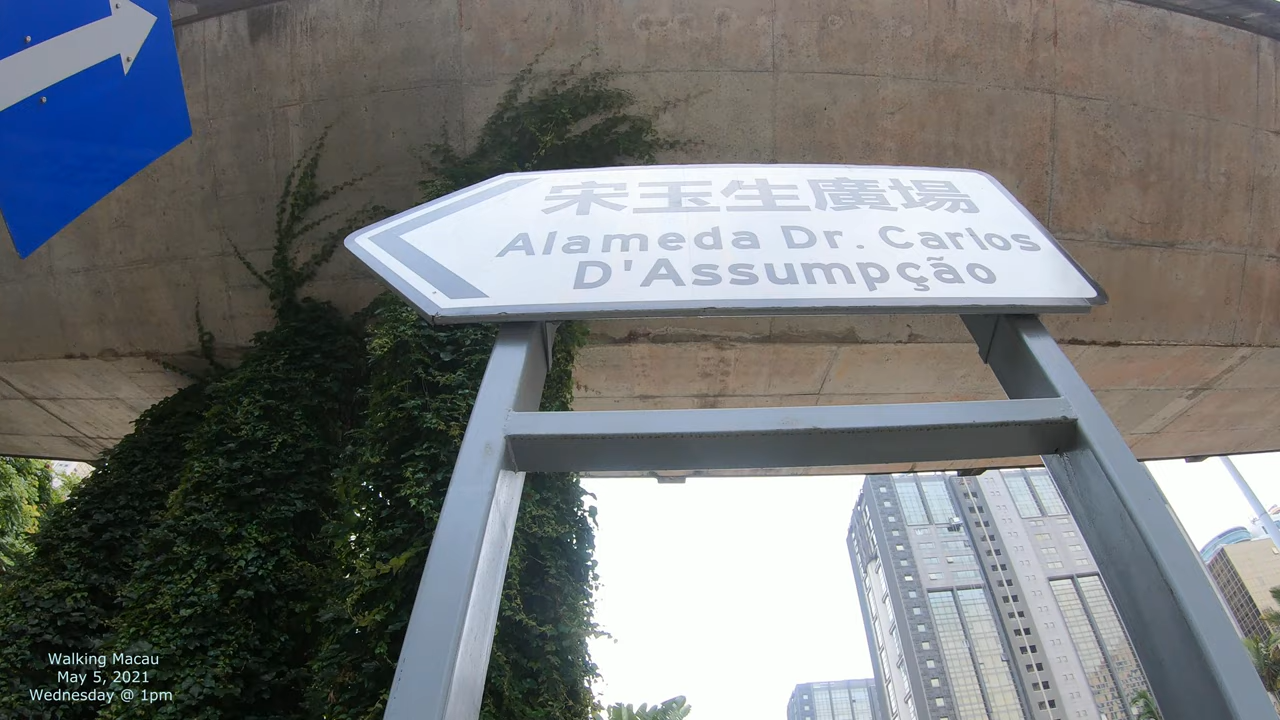 宋玉生廣場
Alameda Dr. Carlos
D'Assumpção
Walking Macau
May 5, 2021
Wednesday @ 1pm